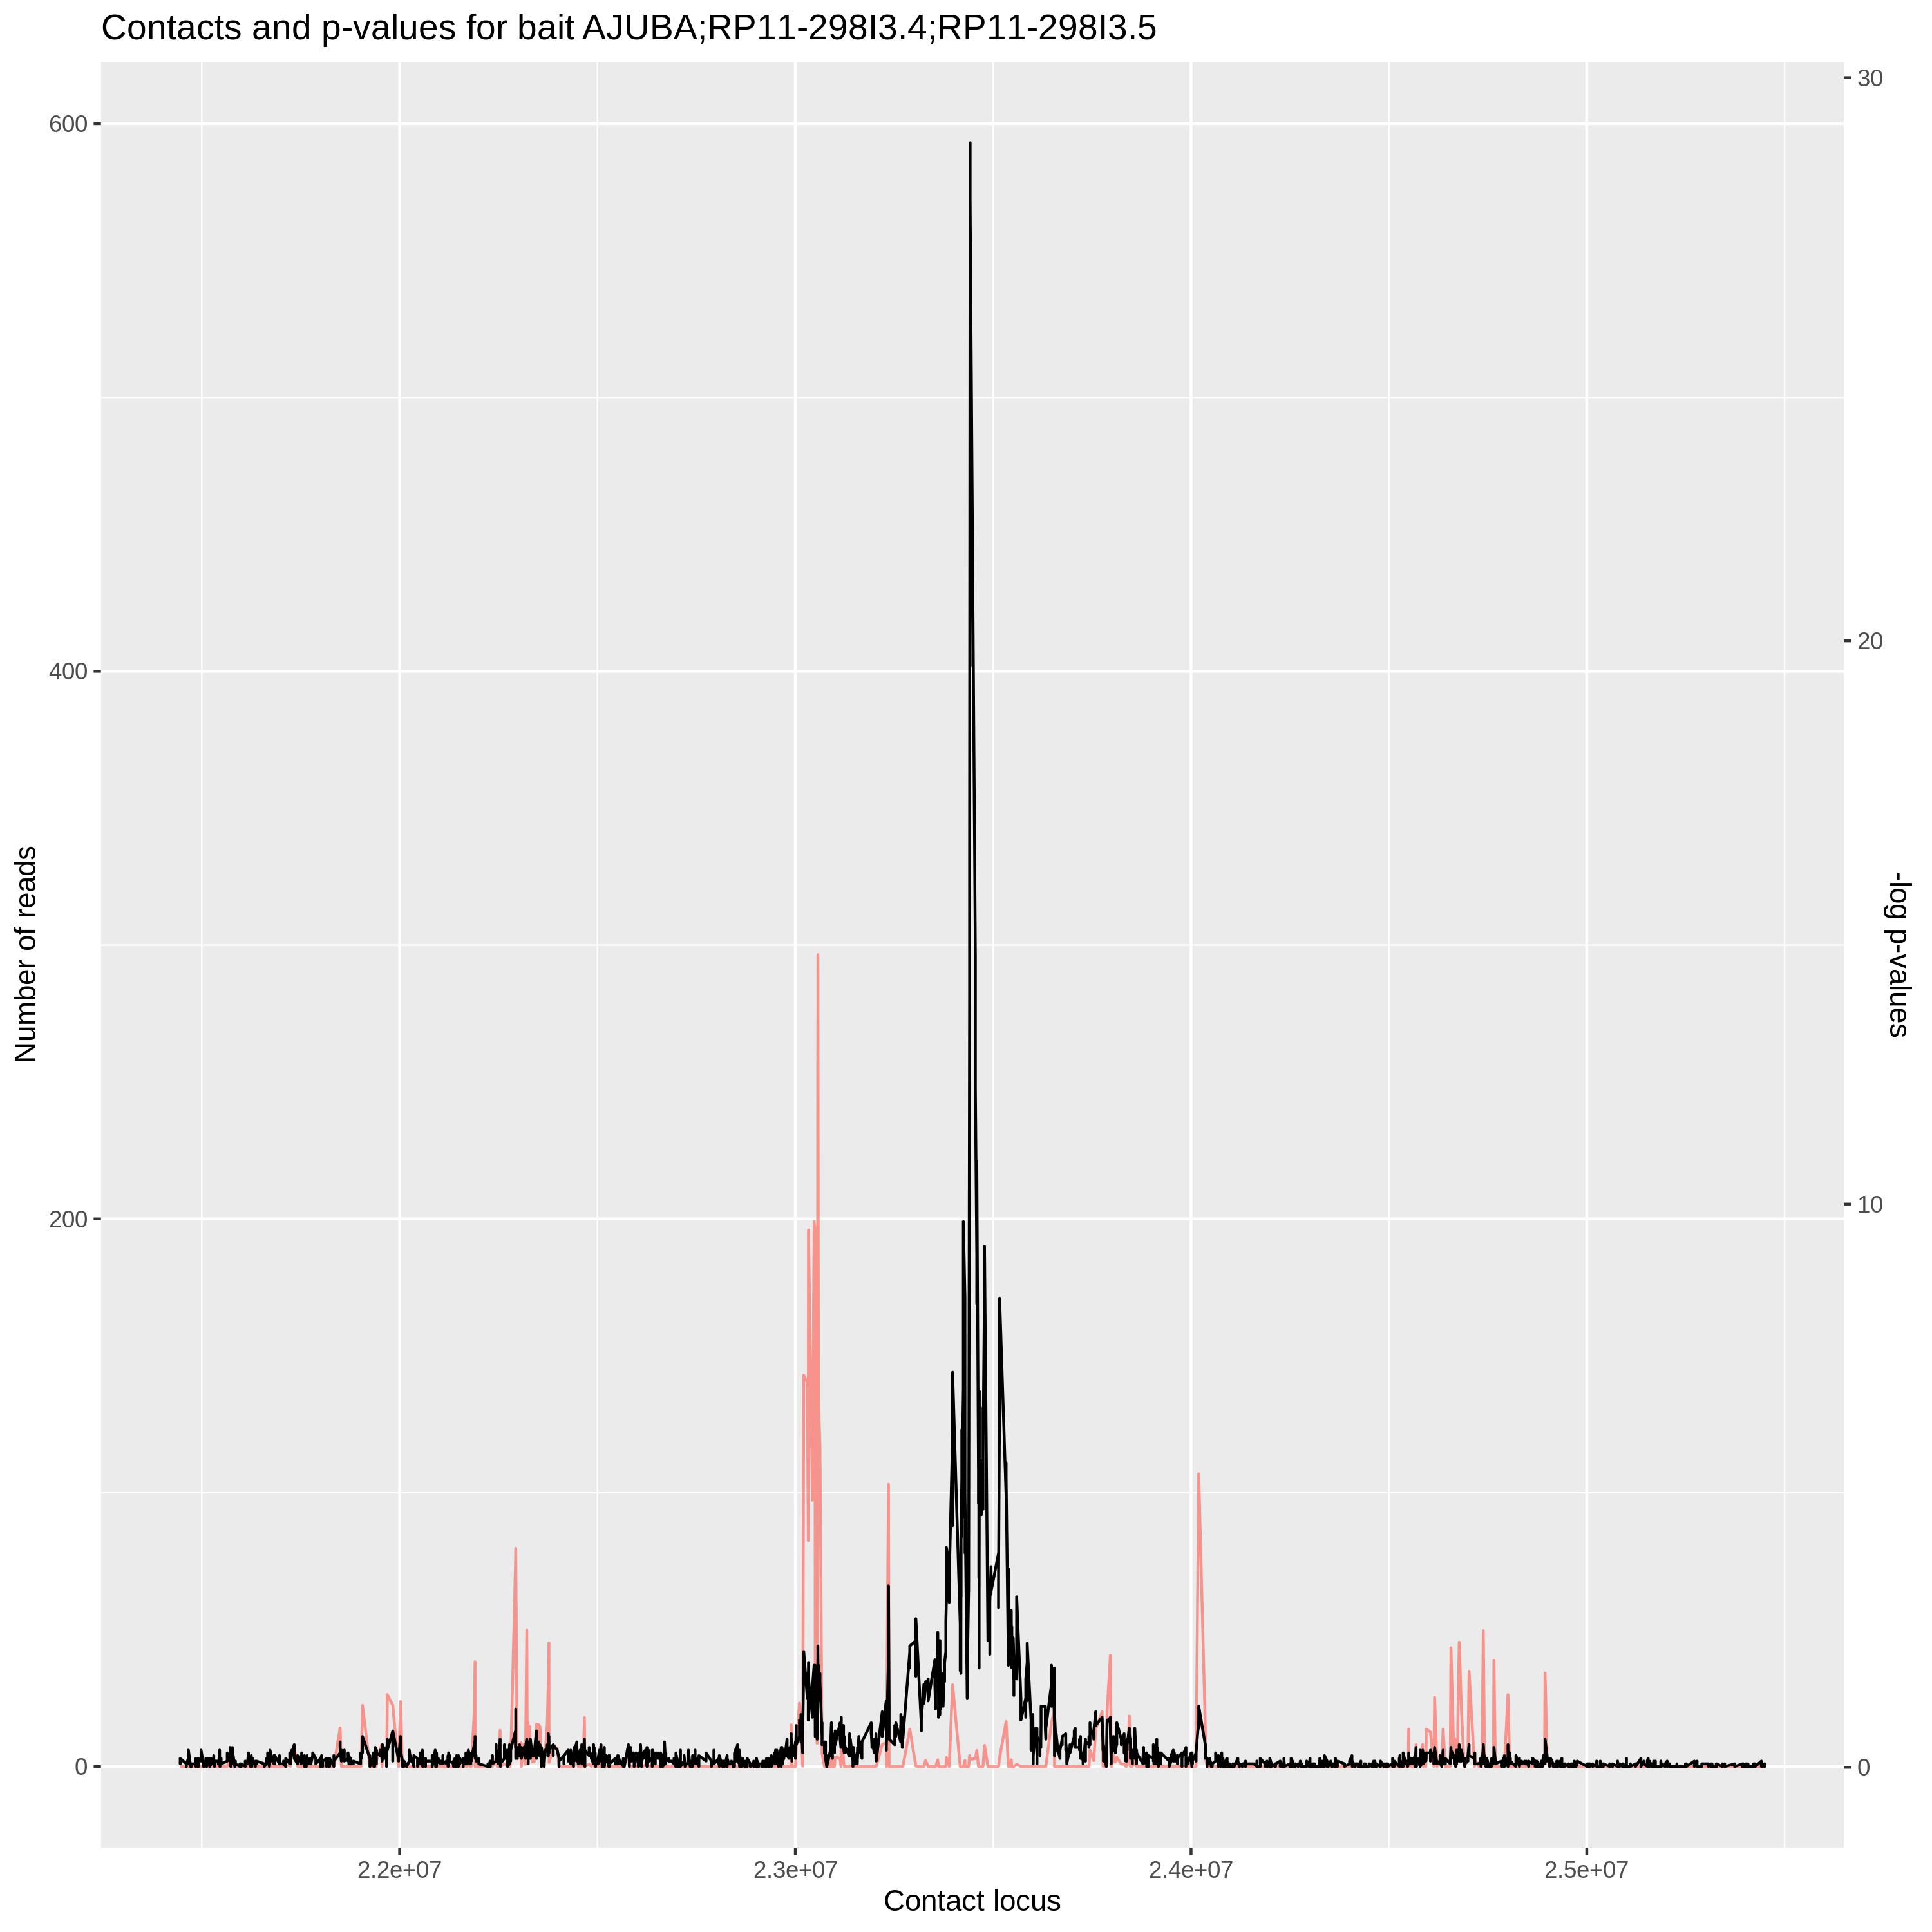 Contacts and p-values for bait AJUBA;RP11-298I3.4;RP11-298I3.5
600
400
200
0
30
20
10
0
Number of reads
-log p-values
2.2e+07 2.3e+07 2.4e+07 2.5e+07
Contact locus